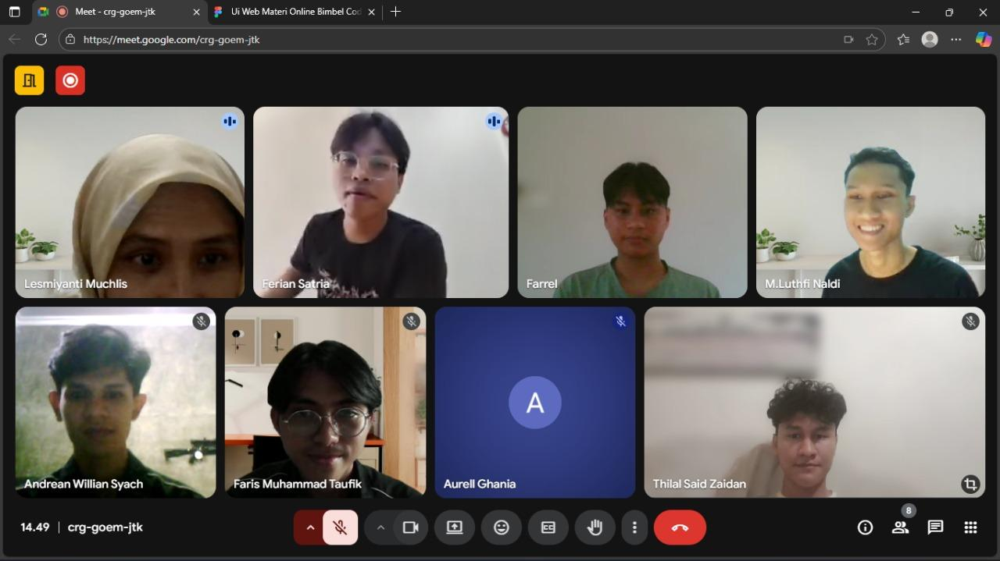 Meet - crg-goem-jtk
Ui Web Materi Online Bimbel Cod
https://meet.google.com/crg-goem-jtk
Lesmiyanti Muchlis
Ferian Satria
Farrel
M.Luthfi Naldi
Andrean Willian Syach
Faris Muhammad Taufik
A
Aurell Ghania
Thilal Said Zaidan
14.49 | crg-goem-jtk
CC
8